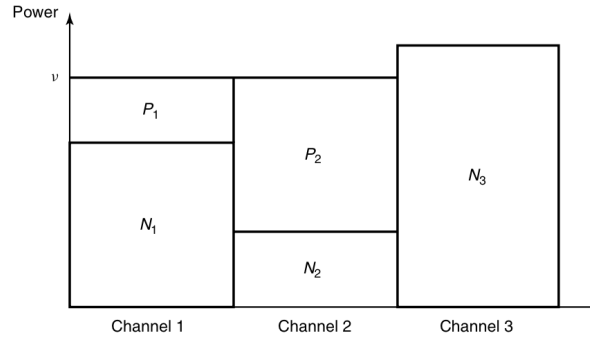 Power
ν
P1
P2
N3
N1
N2
Channel 1
Channel 2
Channel 3